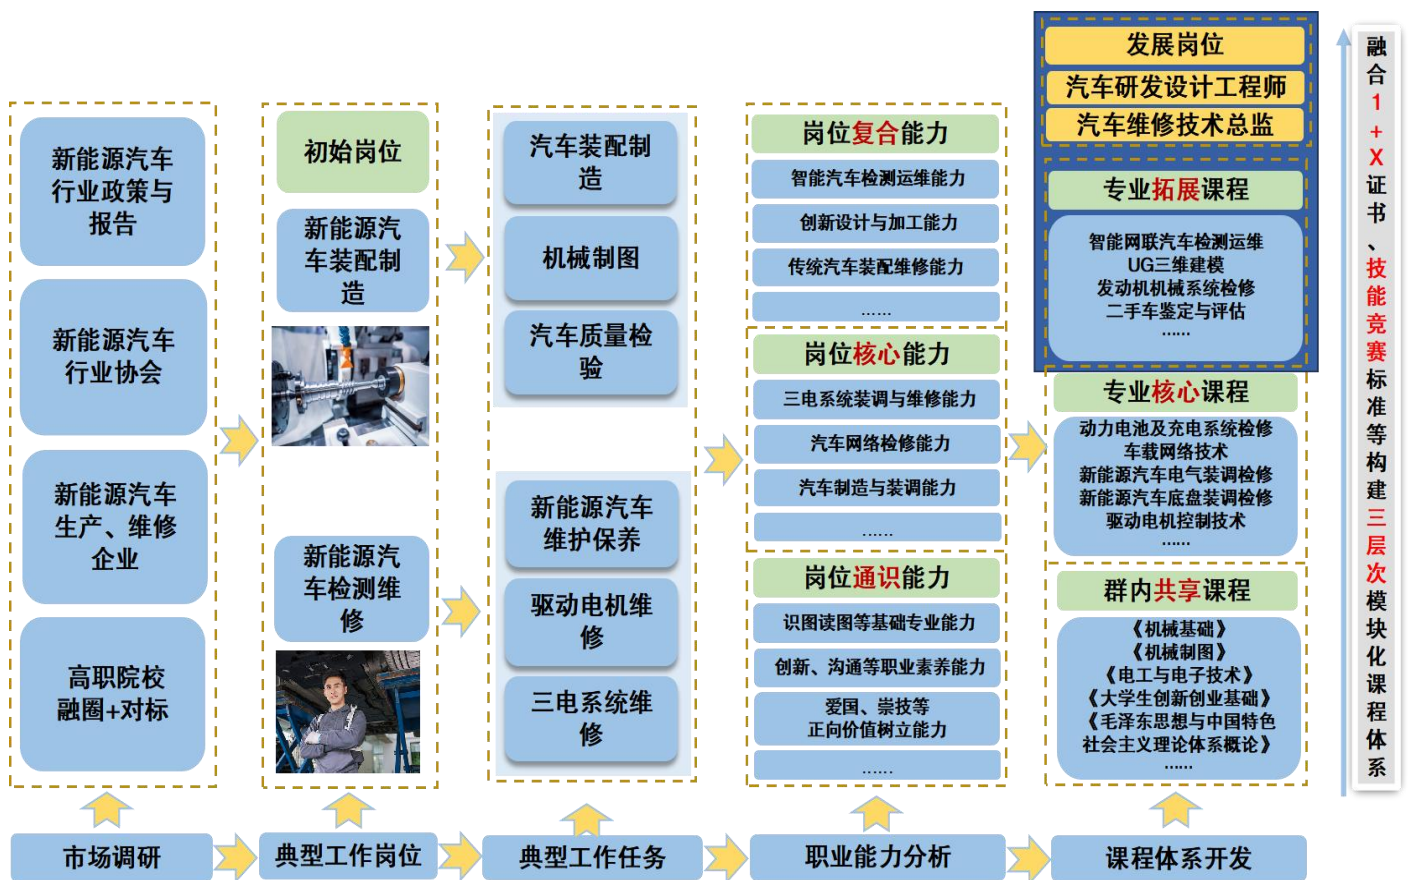 新能源汽车
行业政策与
报告
新能源汽车
行业协会
新能源汽车
生产、维修
企业
高职院校
融圈+对标
市场调研
初始岗位
新能源汽
车装配制
造
新能源汽
车检测维
修
典型工作岗位
汽车装配制
造
机械制图
汽车质量检
验
新能源汽车
维护保养
驱动电机维
修
三电系统维
修
典型工作任务
岗位复合能力
智能汽车检测运维能力
创新设计与加工能力
传统汽车装配维修能力
......
岗位核心能力
三电系统装调与维修能力
汽车网络检修能力
汽车制造与装调能力
......
岗位通识能力
识图读图等基础专业能力
创新、沟通等职业素养能力
爱国、崇技等
正向价值树立能力
......
职业能力分析
发展岗位
汽车研发设计工程师
汽车维修技术总监
专业拓展课程
智能网联汽车检测运维
UG三维建模
发动机机械系统检修
二手车鉴定与评估
......
专业核心课程
动力电池及充电系统检修
车载网络技术
新能源汽车电气装调检修
新能源汽车底盘装调检修
驱动电机控制技术
......
群内共享课程
《机械基础》
《机械制图》
《电工与电子技术》
《大学生创新创业基础》
《毛泽东思想与中国特色
社会主义理论体系概论》
......
课程体系开发
融合1+X证书、技能竞赛标准等构建三层次模块化课程体系